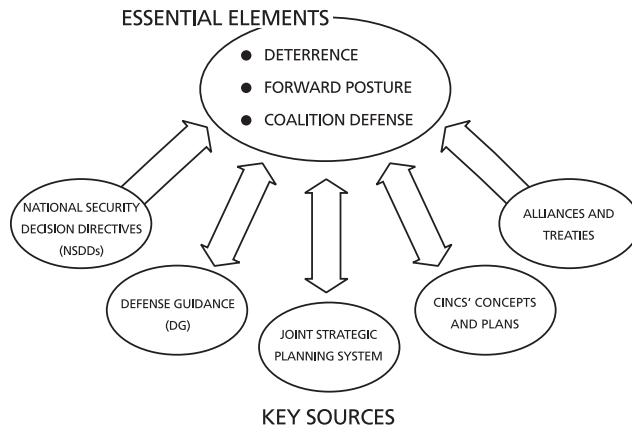 ESSENTIAL ELEMENTS
● DETERRENCE
● FORWARD POSTURE
● COALITION DEFENSE
NATIONAL SECURITY
DECISION DIRECTIVES
(NSDDs)
ALLIANCES AND
TREATIES
DEFENSE GUIDANCE
(DG)
CINCS' CONCEPTS
AND PLANS
JOINT STRATEGIC
PLANNING SYSTEM
KEY SOURCES